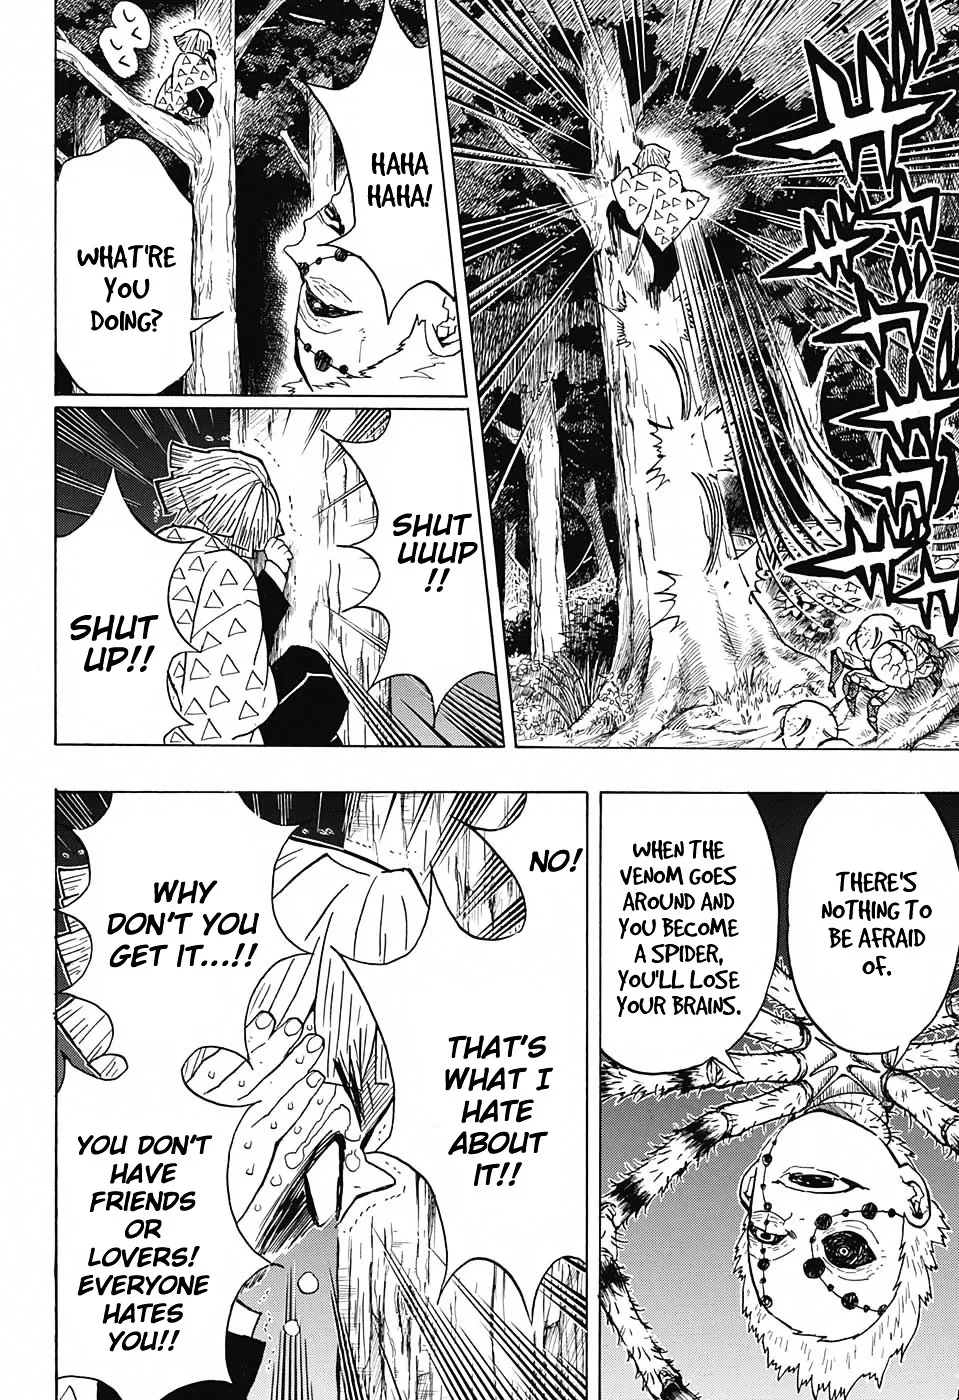 HAHA
HAHA!
WHAT'RE
YOU
DOING?
SHUT
UUUP
!!
SHUT
UP!!
THERE'S
NOTHING TO
BE AFRAID
OF.
WHEN THE
VENOM GOES
AROUND AND
YOU BECOME
A SPIDER,
YOU'LL LOSE
YOUR BRAINS.
NO!
THAT'S
WHAT I
HATE
ABOUT
IT!!
WHY
DON'T YOU
GET IT...!!
YOU DON'T
HAVE
FRIENDS
OR
LOVERS!
EVERYONE
HATES
YOU!!